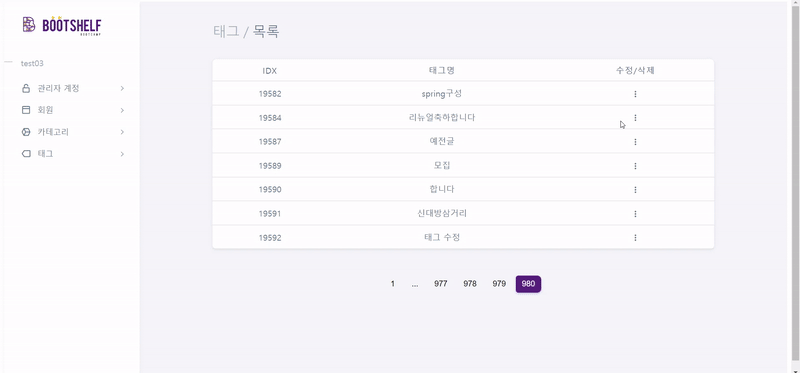 BOOTSHELF
BOOTCAMP
test03
관리자 계정
회원
카테고리
태그
태그 / 목록
IDX 태그명 수정/삭제
19582 spring구성
19584 리뉴얼축하합니다
19587 예전글
19589 모집
19590 합니다
19591 신대방삼거리
19592 태그 수정
1 ... 977 978 979 980